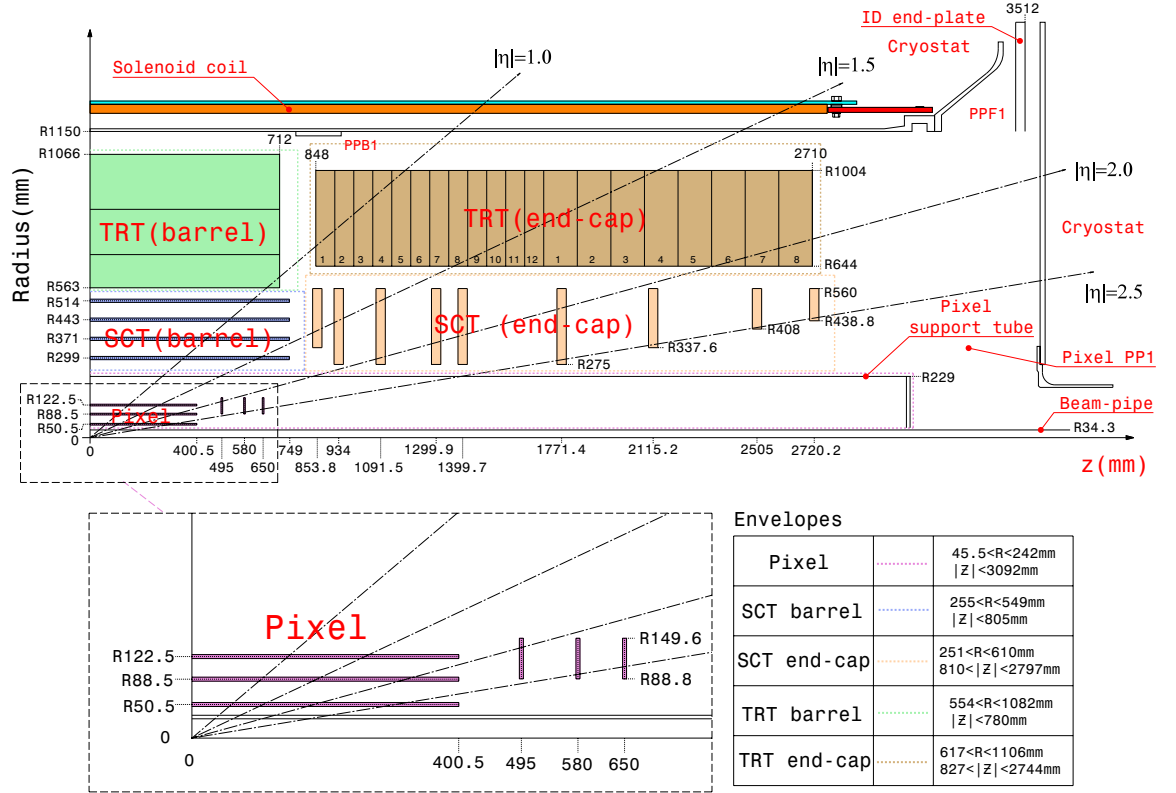 3512
ID end-plate
Cryostat
|η|=1.0
|η|=1.5
Solenoid coil
PPF1
R1150
712
PPB1
R1066
848
2710
R1004
|η|=2.0
Radius(mm)
TRT(barrel)
TRT(end-cap)
Cryostat
1 2 3 4 5 6 7 8 9 10 11 12 1 2 3 4 5 6 7 8
R644
R563
R514
R560
|η|=2.5
R443
SCT(barrel)
SCT (end-cap)
R438.8
Pixel
support tube
R408
R371
R337.6
R299
R275
Pixel PP1
R229
R122.5
Beam-pipe
R88.5
Pixel
R50.5
R34.3
0
0
400.5
580
749
934
1299.9
1771.4
2115.2
2505
2720.2
495
650
853.8
1091.5
1399.7
z(mm)
Envelopes
Pixel
45.5<R<242mm
|Z|<3092mm
SCT barrel
255<R<549mm
|Z|<805mm
SCT end-cap
251<R<610mm
810<|Z|<2797mm
TRT barrel
554<R<1082mm
|Z|<780mm
TRT end-cap
617<R<1106mm
827<|Z|<2744mm
Pixel
R149.6
R122.5
R88.5
R88.8
R50.5
0
0
400.5
495
580
650